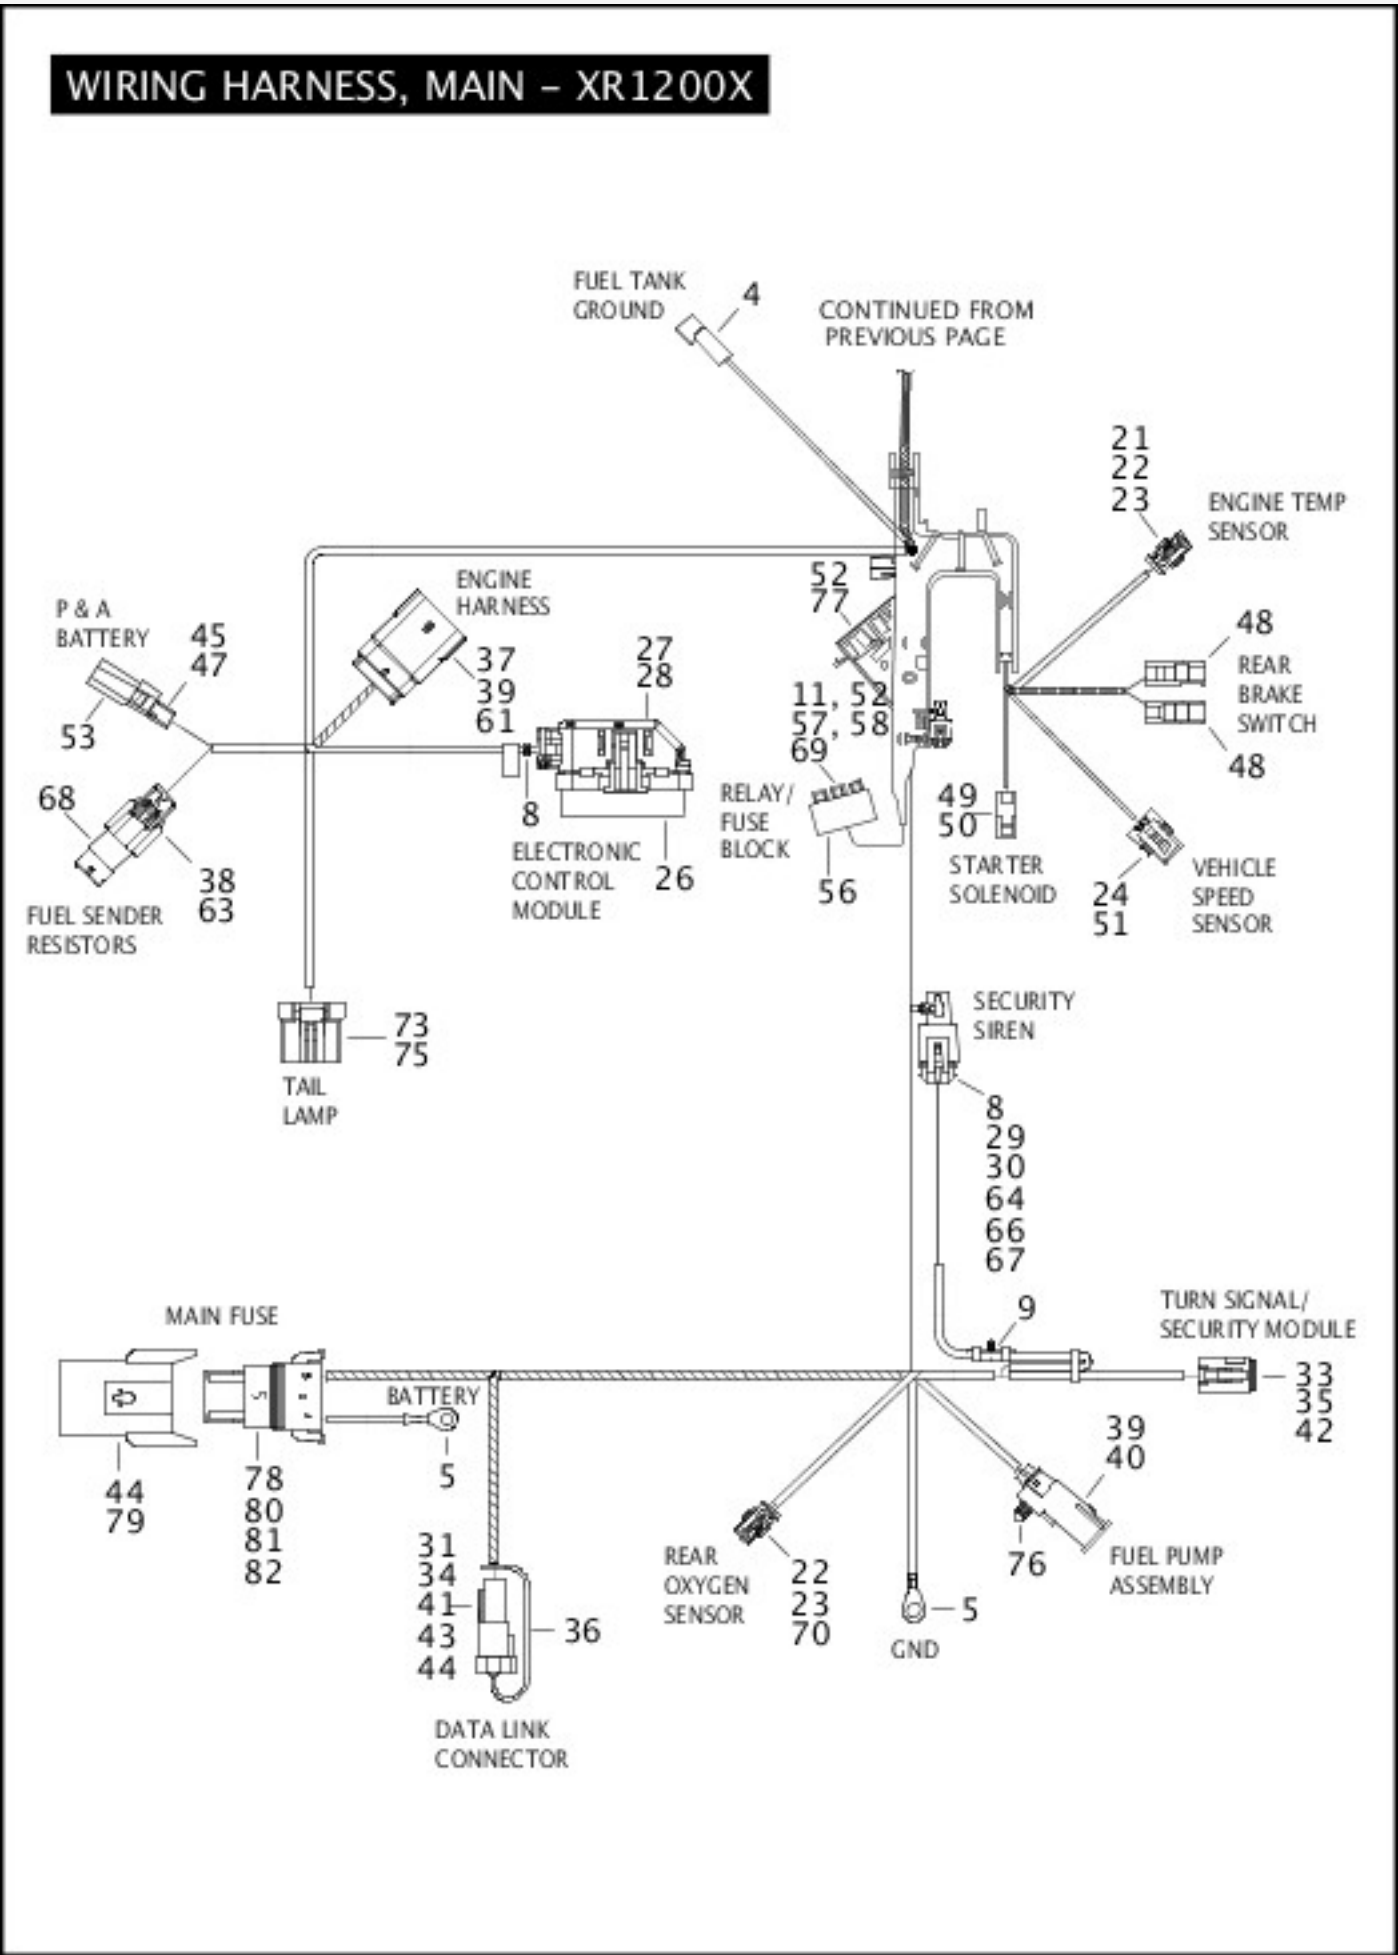 WIRING HARNESS, MAIN – XR1200X
FUEL TANK
GROUND
4
CONTINUED FROM
PREVIOUS PAGE
21
22
23
ENGINE TEMP
SENSOR
ENGINE
HARNESS
37
39
61
P & A
BATTERY
45
47
53
27
28
52
77
11, 52
57, 58
69
48
REAR
BRAKE
SWITCH
48
68
38
63
FUEL SENDER
RESISTORS
8
ELECTRONIC
CONTROL
MODULE
26
RELAY/
FUSE
BLOCK
56
49
50
STARTER
SOLENOID
24
51
VEHICLE
SPEED
SENSOR
73
75
TAIL
LAMP
SECURITY
SIREN
8
29
30
64
66
67
MAIN FUSE
9
TURN SIGNAL/
SECURITY MODULE
33
35
42
BATTERY
5
44
79
78
80
81
82
39
40
31
34
41
43
44
36
DATA LINK
CONNECTOR
REAR
OXYGEN
SENSOR
22
23
70
5
GND
76
FUEL PUMP
ASSEMBLY